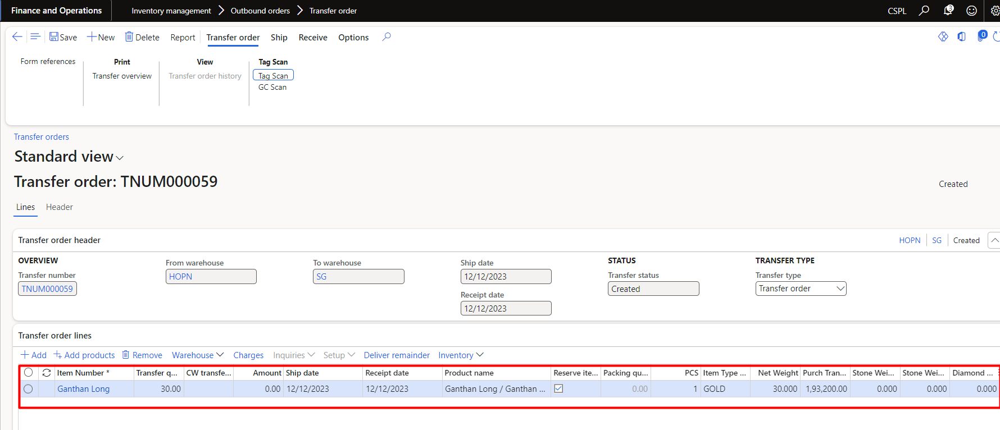 Finance and Operations Inventory management Outbound orders Transfer order CSPL 3
Save New Delete Report Transfer order Ship Receive Options 0
Form references Print View Tag Scan
Transfer overview Transfer order history Tag Scan
GC Scan
Transfer orders
Standard view
Transfer order: TNUM000059
Created
Lines Header
Transfer order header HOPN SG Created
OVERVIEW From warehouse To warehouse Ship date STATUS TRANSFER TYPE
Transfer number HOPN SG 12/12/2023 Transfer status Transfer type
TNUM000059 Created Transfer order
Receipt date
12/12/2023
Transfer order lines
Add Add products Remove Warehouse Charges Inquiries Setup Deliver remainder Inventory
Item Number * Transfer q... CW transfe... Amount Ship date Receipt date Product name Reserve ite... Packing qu... PCS Item Type ... Net Weight Purch Tran... Stone Wei... Stone Wei... Diamond ...
Ganthan Long 30.00 0.00 12/12/2023 12/12/2023 Ganthan Long / Ganthan ... 0.00 1 GOLD 30.000 1,93,200.00 0.000 0.000 0.000